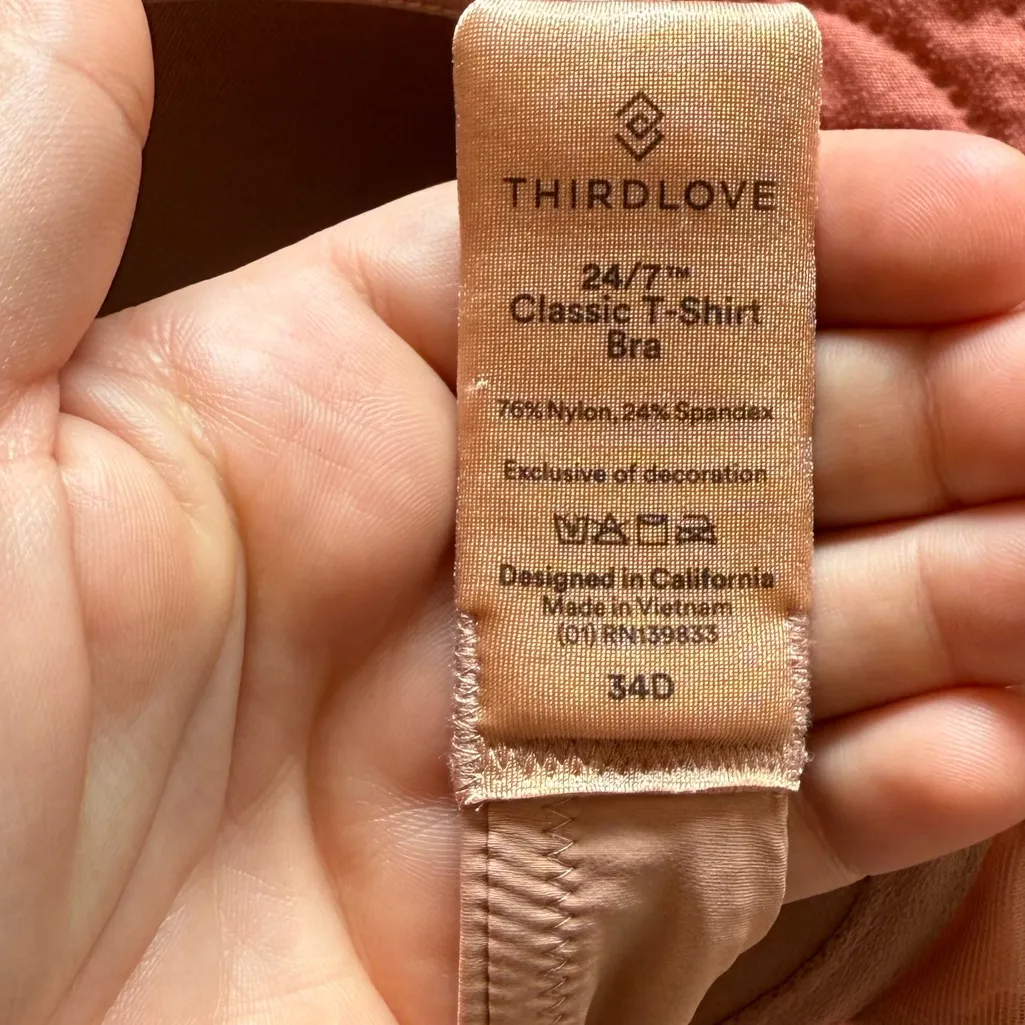 THIRDLOVE
24/7™
Classic T-Shirt
Bra
76% Nylon, 24% Spandex
Exclusive of decoration
Designed in California
Made in Vietnam
(01) RN139833
34D